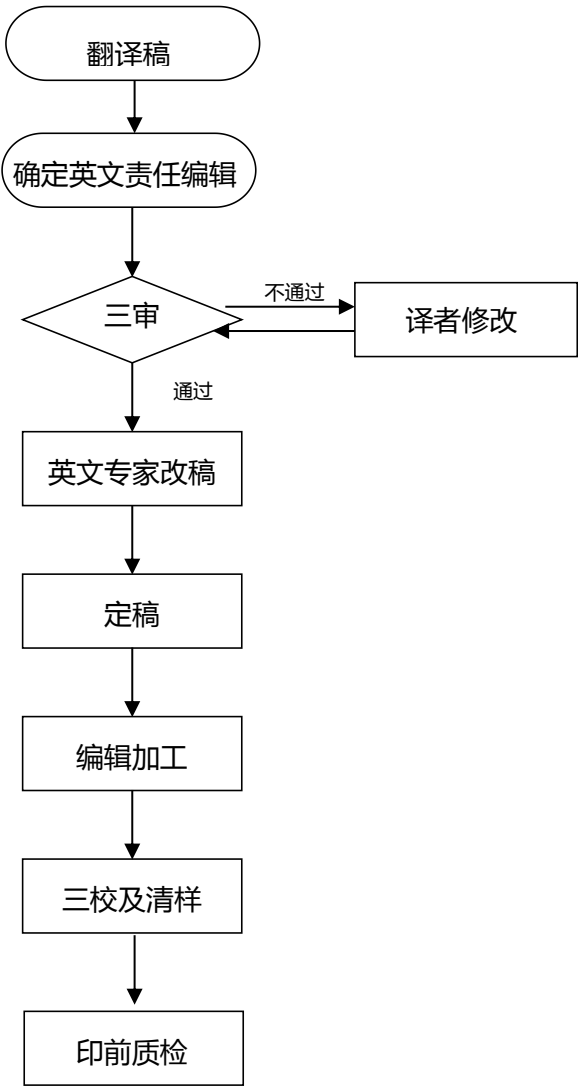 翻译稿
确定英文责任编辑
三审
不通过
译者修改
通过
英文专家改稿
定稿
编辑加工
三校及清样
印前质检